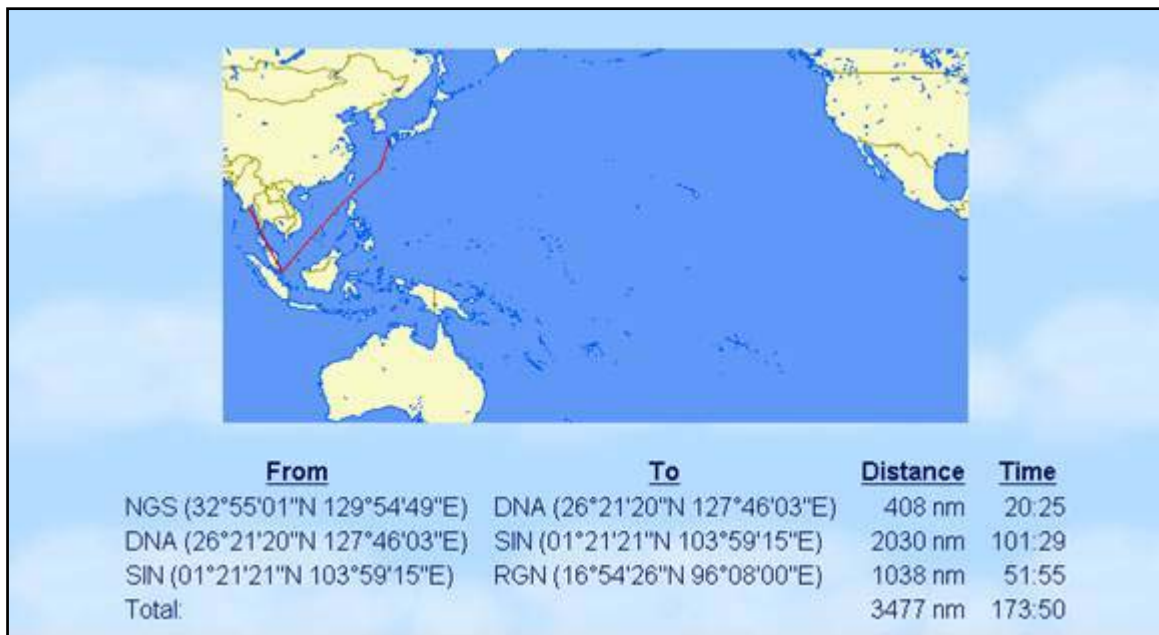 From To Distance Time
NGS (32°55'01"N 129°54'49"E) DNA (26°21'20"N 127°46'03"E) 408 nm 20:25
DNA (26°21'20"N 127°46'03"E) SIN (01°21'21"N 103°59'15"E) 2030 nm 101:29
SIN (01°21'21"N 103°59'15"E) RGN (16°54'26"N 96°08'00"E) 1038 nm 51:55
Total: 3477 nm 173:50